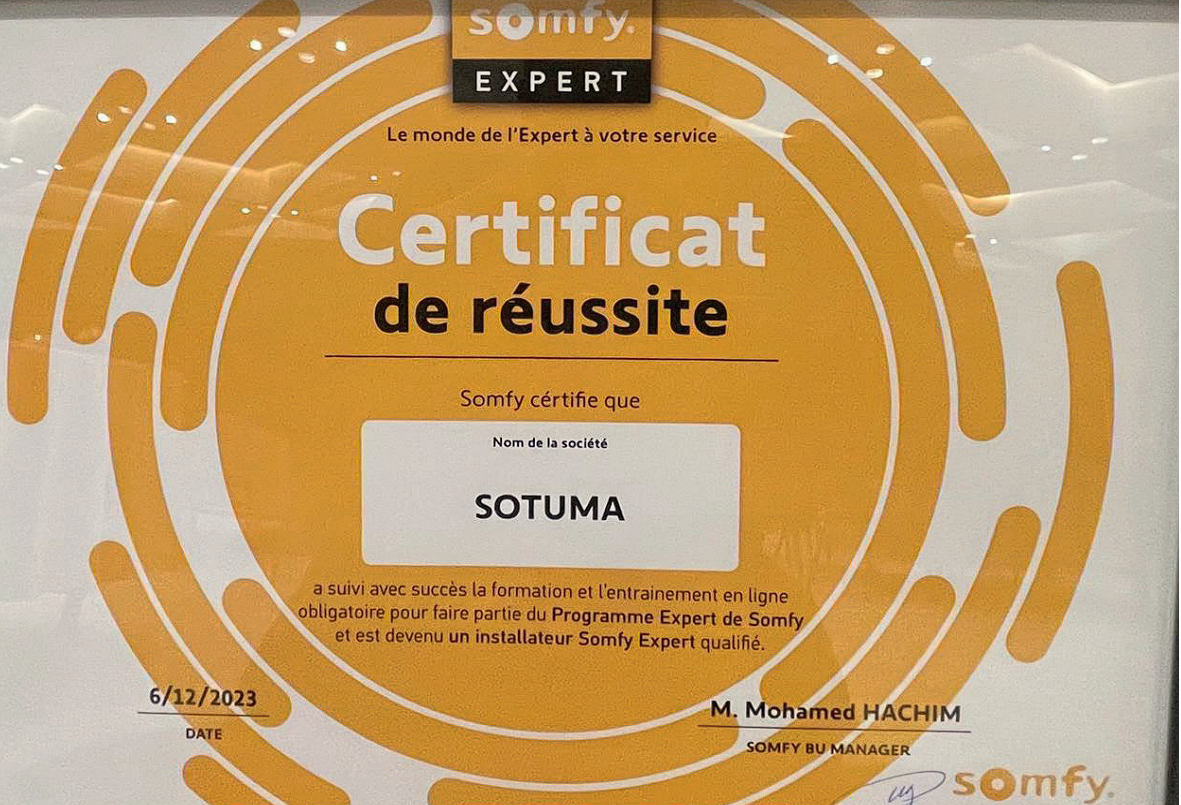 somfy.
EXPERT
Le monde de l'Expert à votre service
Certificat
de réussite
Somfy cértifie que
Nom de la société
SOTUMA
a suivi avec succès la formation et l'entrainement en ligne
obligatoire pour faire partie du Programme Expert de Somfy
et est devenu un installateur Somfy Expert qualifié.
6/12/2023
DATE
M. Mohamed HACHIM
SOMFY BU MANAGER
somfy.